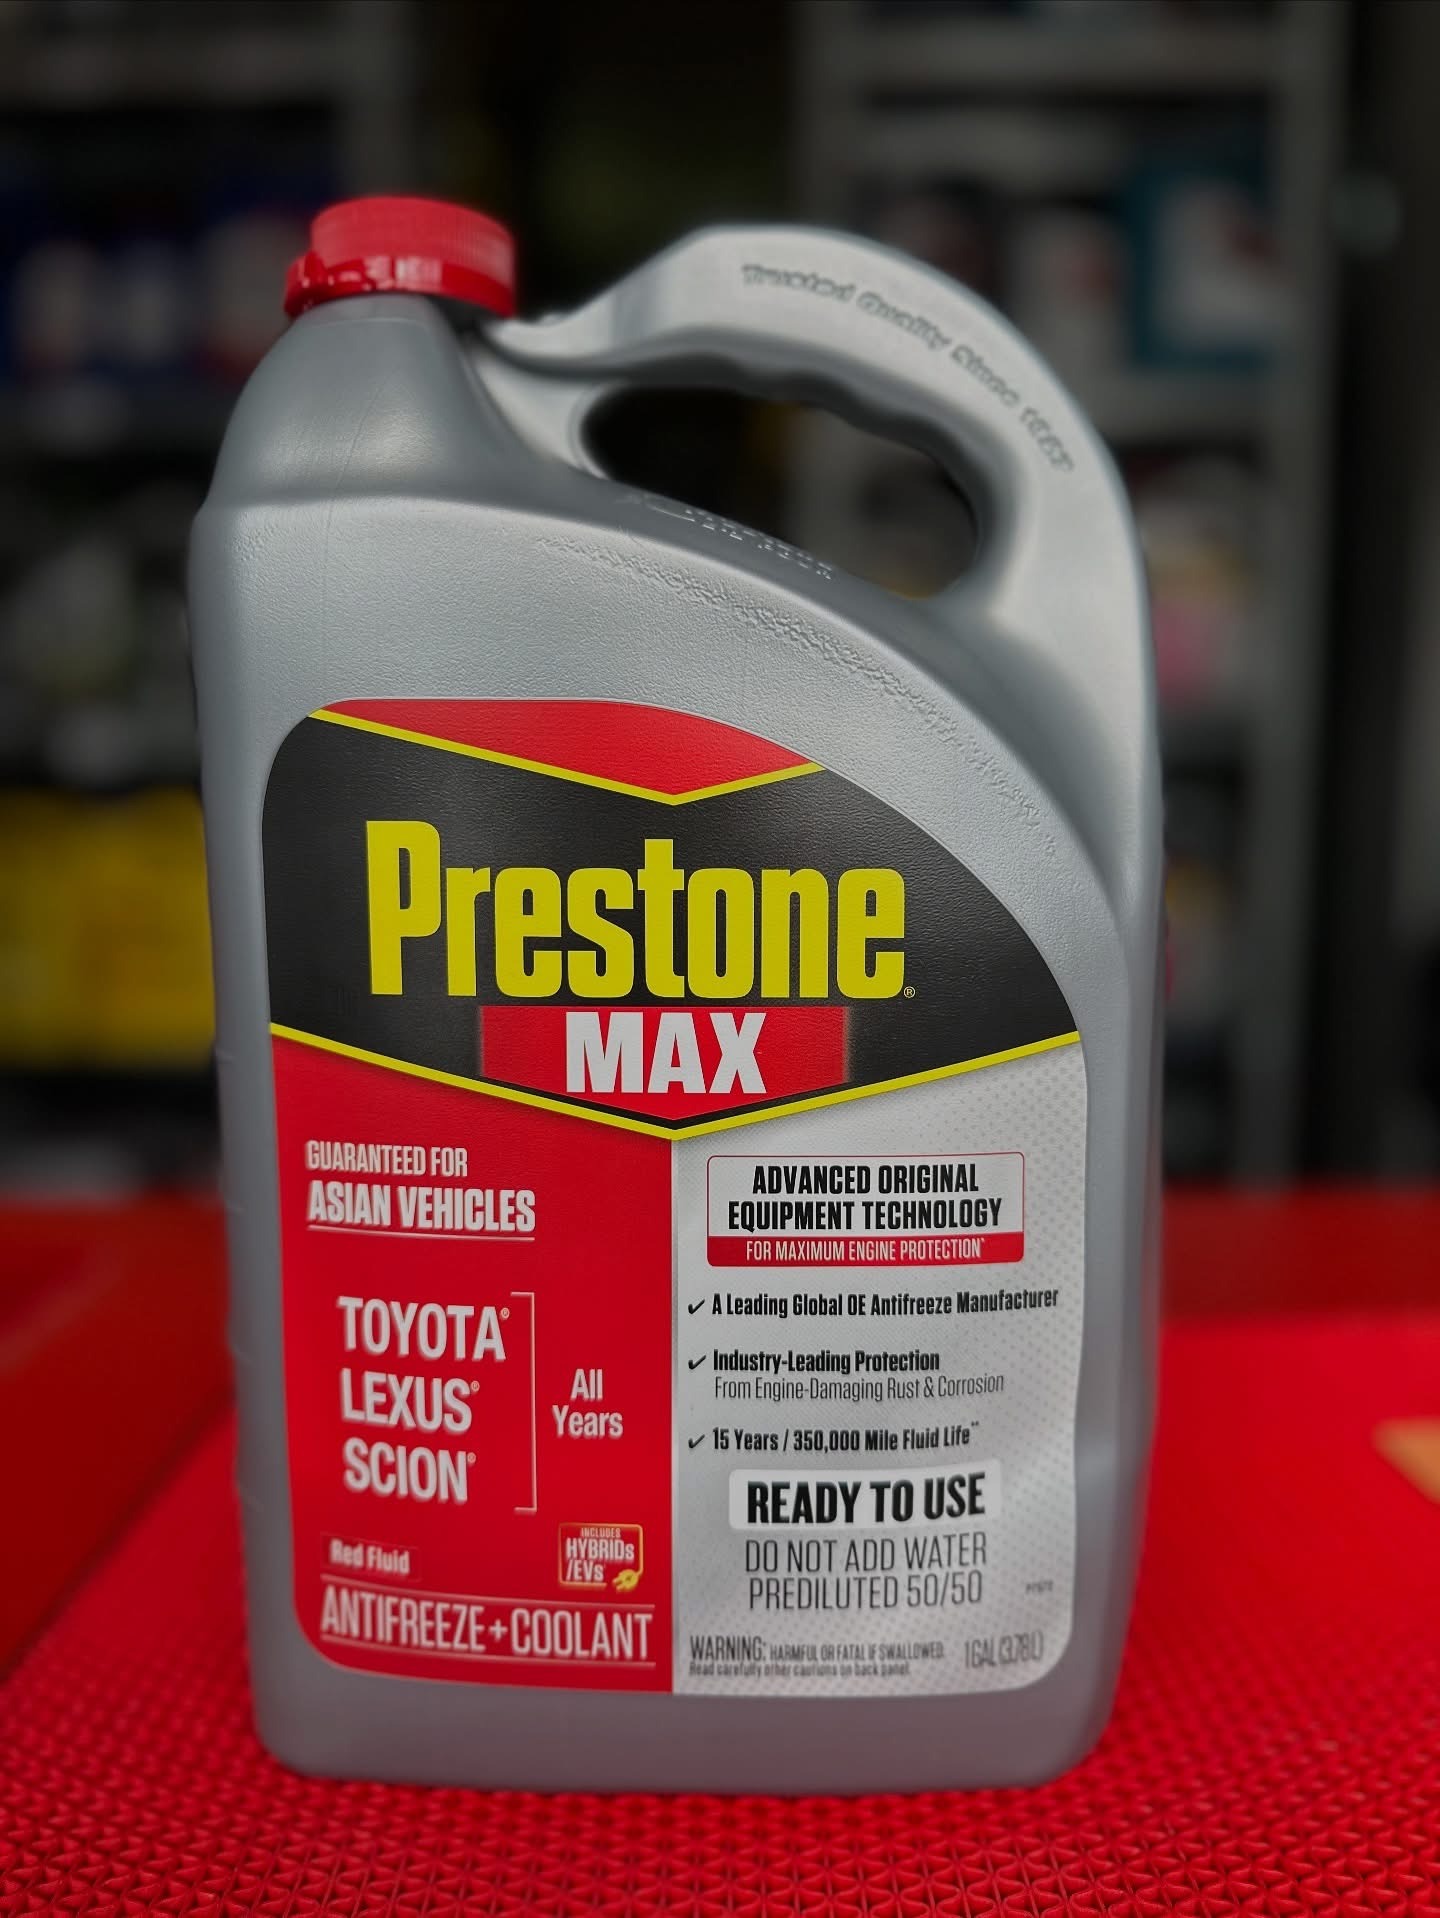 Trusted Quality Since 1927
Prestone®
MAX
GUARANTEED FOR
ASIAN VEHICLES
TOYOTA®
LEXUS®
SCION®
All
Years
Red Fluid
INCLUDES
HYBRIDs
/EVs
ANTIFREEZE+COOLANT
ADVANCED ORIGINAL
EQUIPMENT TECHNOLOGY
FOR MAXIMUM ENGINE PROTECTION*
✓ A Leading Global OE Antifreeze Manufacturer
✓ Industry-Leading Protection
From Engine-Damaging Rust & Corrosion
✓ 15 Years / 350,000 Mile Fluid Life**
READY TO USE
DO NOT ADD WATER
PREDILUTED 50/50
WARNING: HARMFUL OR FATAL IF SWALLOWED.
Read carefully other cautions on back panel.
1 GAL (3.78 L)